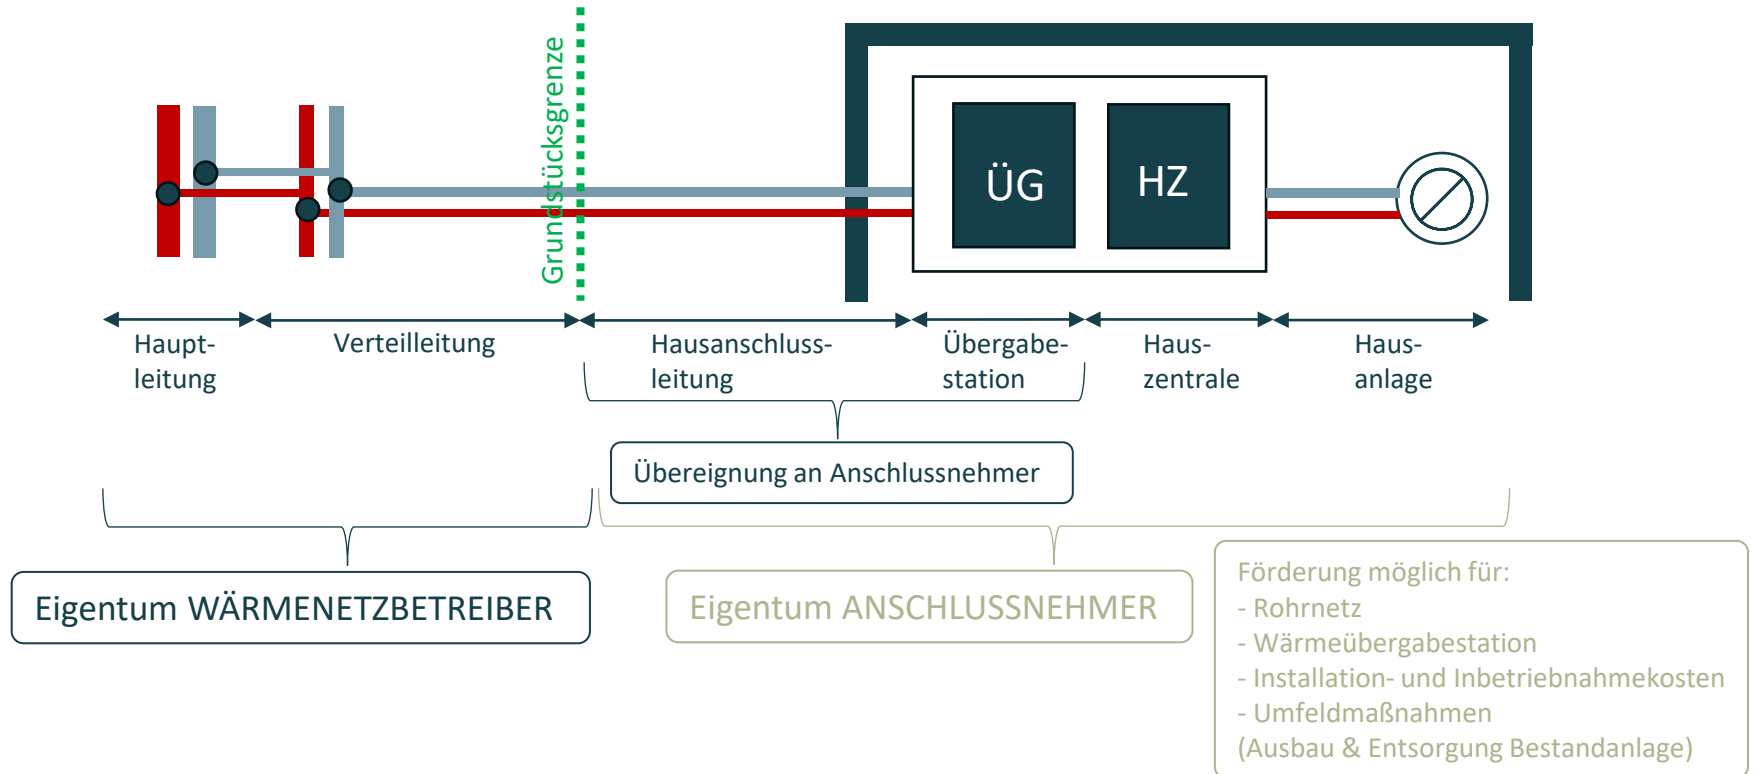 Grundstücksgrenze
ÜG
HZ
Haupt-
leitung
Verteilleitung
Hausanschluss-
leitung
Übergabe-
station
Haus-
zentrale
Haus-
anlage
Übereignung an Anschlussnehmer
Eigentum WÄRMENETZBETREIBER
Eigentum ANSCHLUSSNEHMER
Förderung möglich für:
- Rohrnetz
- Wärmeübergabestation
- Installation- und Inbetriebnahmekosten
- Umfeldmaßnahmen
(Ausbau & Entsorgung Bestandanlage)